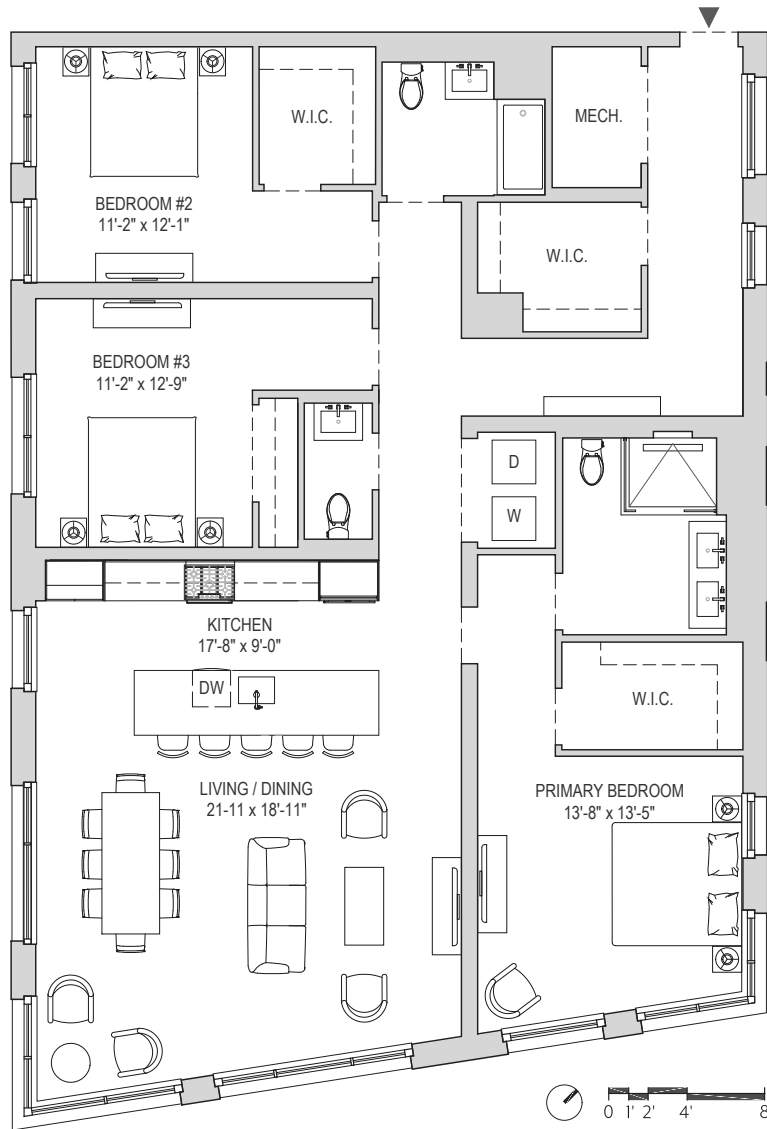 W.I.C.
MECH.
BEDROOM #2
11'-2" x 12'-1"
W.I.C.
BEDROOM #3
11'-2" x 12'-9"
D
W
KITCHEN
17'-8" x 9'-0"
DW
W.I.C.
LIVING / DINING
21-11 x 18'-11"
PRIMARY BEDROOM
13'-8" x 13'-5"
0 1' 2' 4' 8